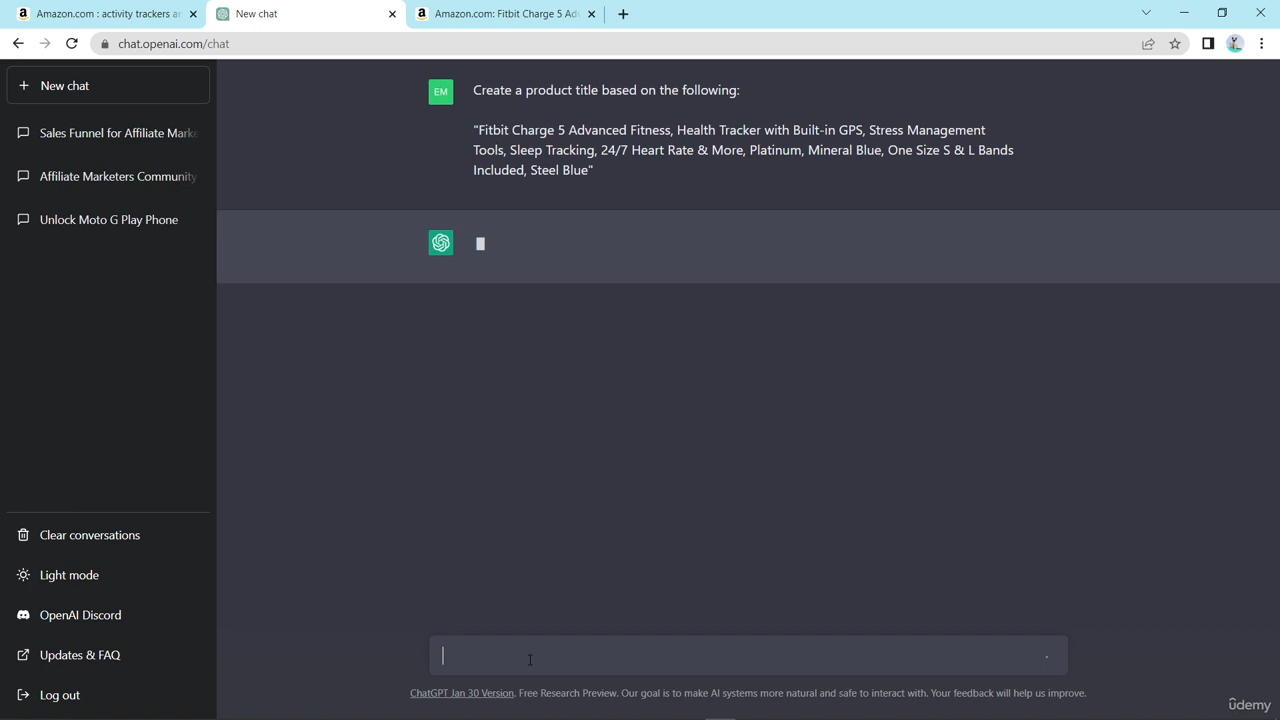 Amazon.com : activity trackers an
New chat
Amazon.com: Fitbit Charge 5 Adv
chat.openai.com/chat
New chat
Sales Funnel for Affiliate Marke
Affiliate Marketers Community
Unlock Moto G Play Phone
Clear conversations
Light mode
OpenAI Discord
Updates & FAQ
Log out
EM
Create a product title based on the following:
"Fitbit Charge 5 Advanced Fitness, Health Tracker with Built-in GPS, Stress Management
Tools, Sleep Tracking, 24/7 Heart Rate & More, Platinum, Mineral Blue, One Size S & L Bands
Included, Steel Blue"
ChatGPT Jan 30 Version. Free Research Preview. Our goal is to make AI systems more natural and safe to interact with. Your feedback will help us improve.
ûdemy